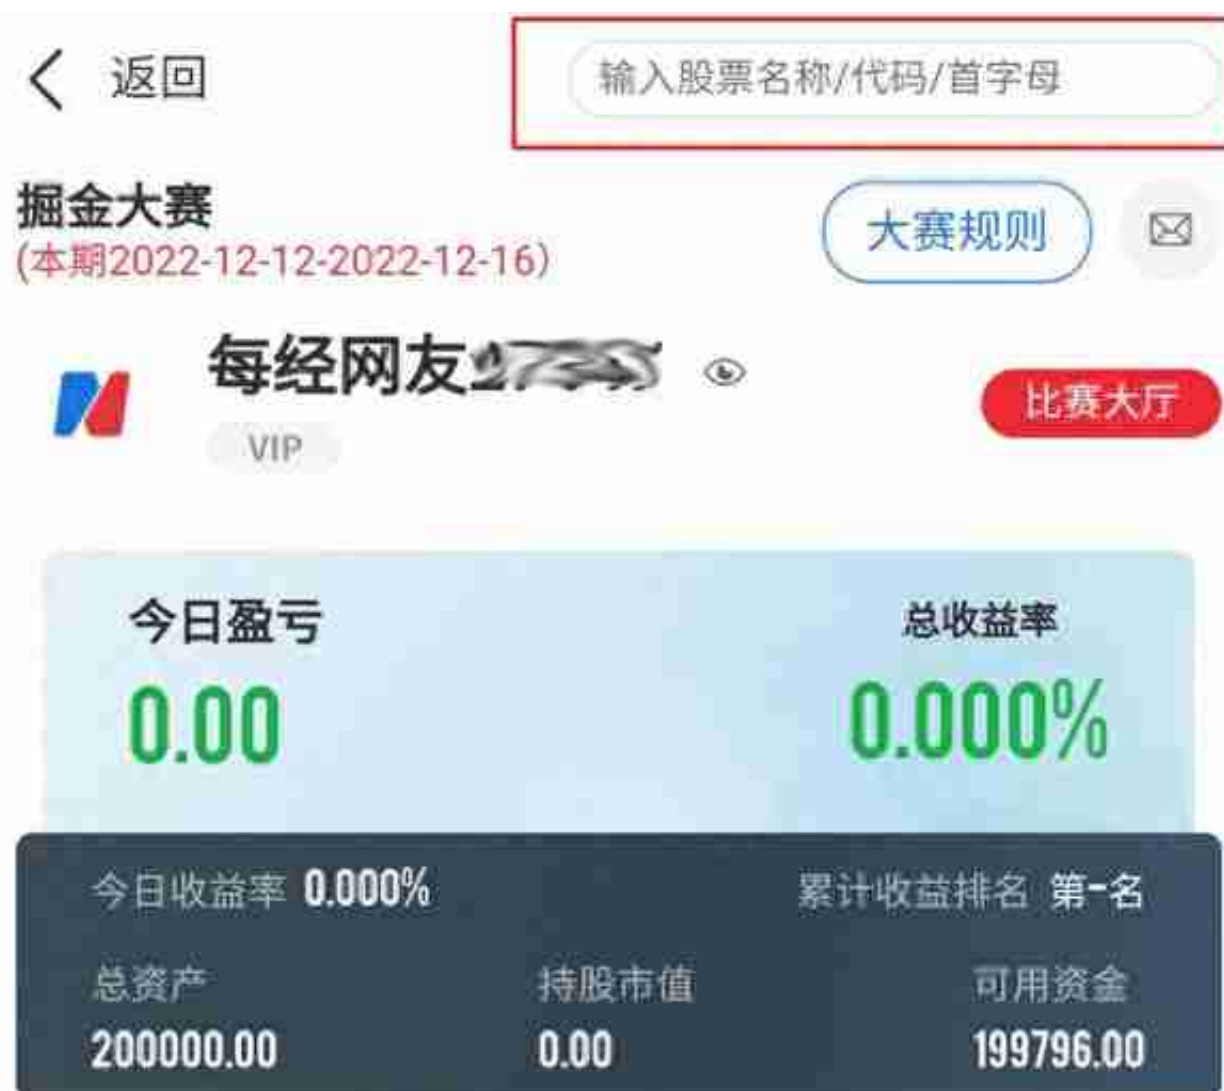 返回
输入股票名称/代码/首字母
掘金大赛
大赛规则
(本期2022-12-12-2022-12-16)
每经网友
比赛大厅
VIP
今日盈亏
总收益率
0.00
0.000%
今日收益率 0.000%
累计收益排名 第-名
总资产
持股市值
可用资金
200000.00
0.00
199796.00